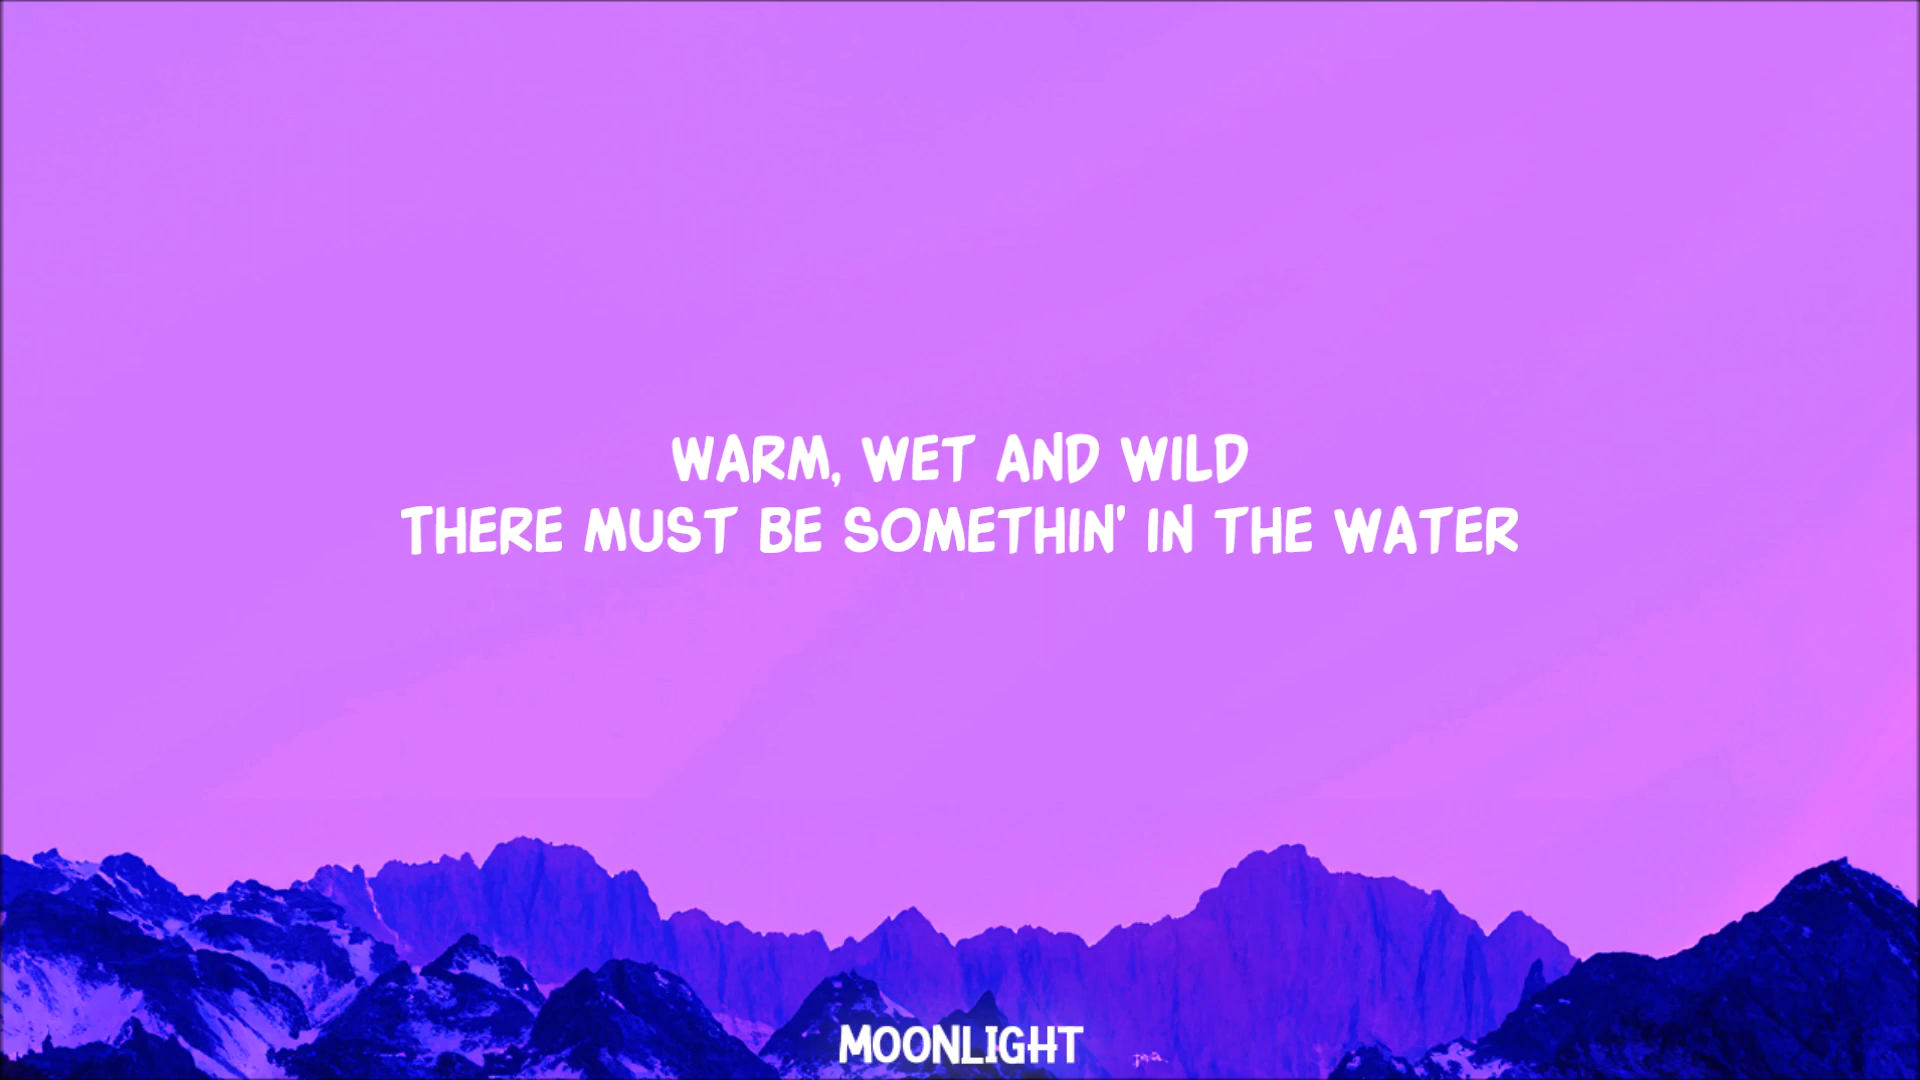 WARM, WET AND WILD
THERE MUST BE SOMETHIN' IN THE WATER
MOONLIGHT